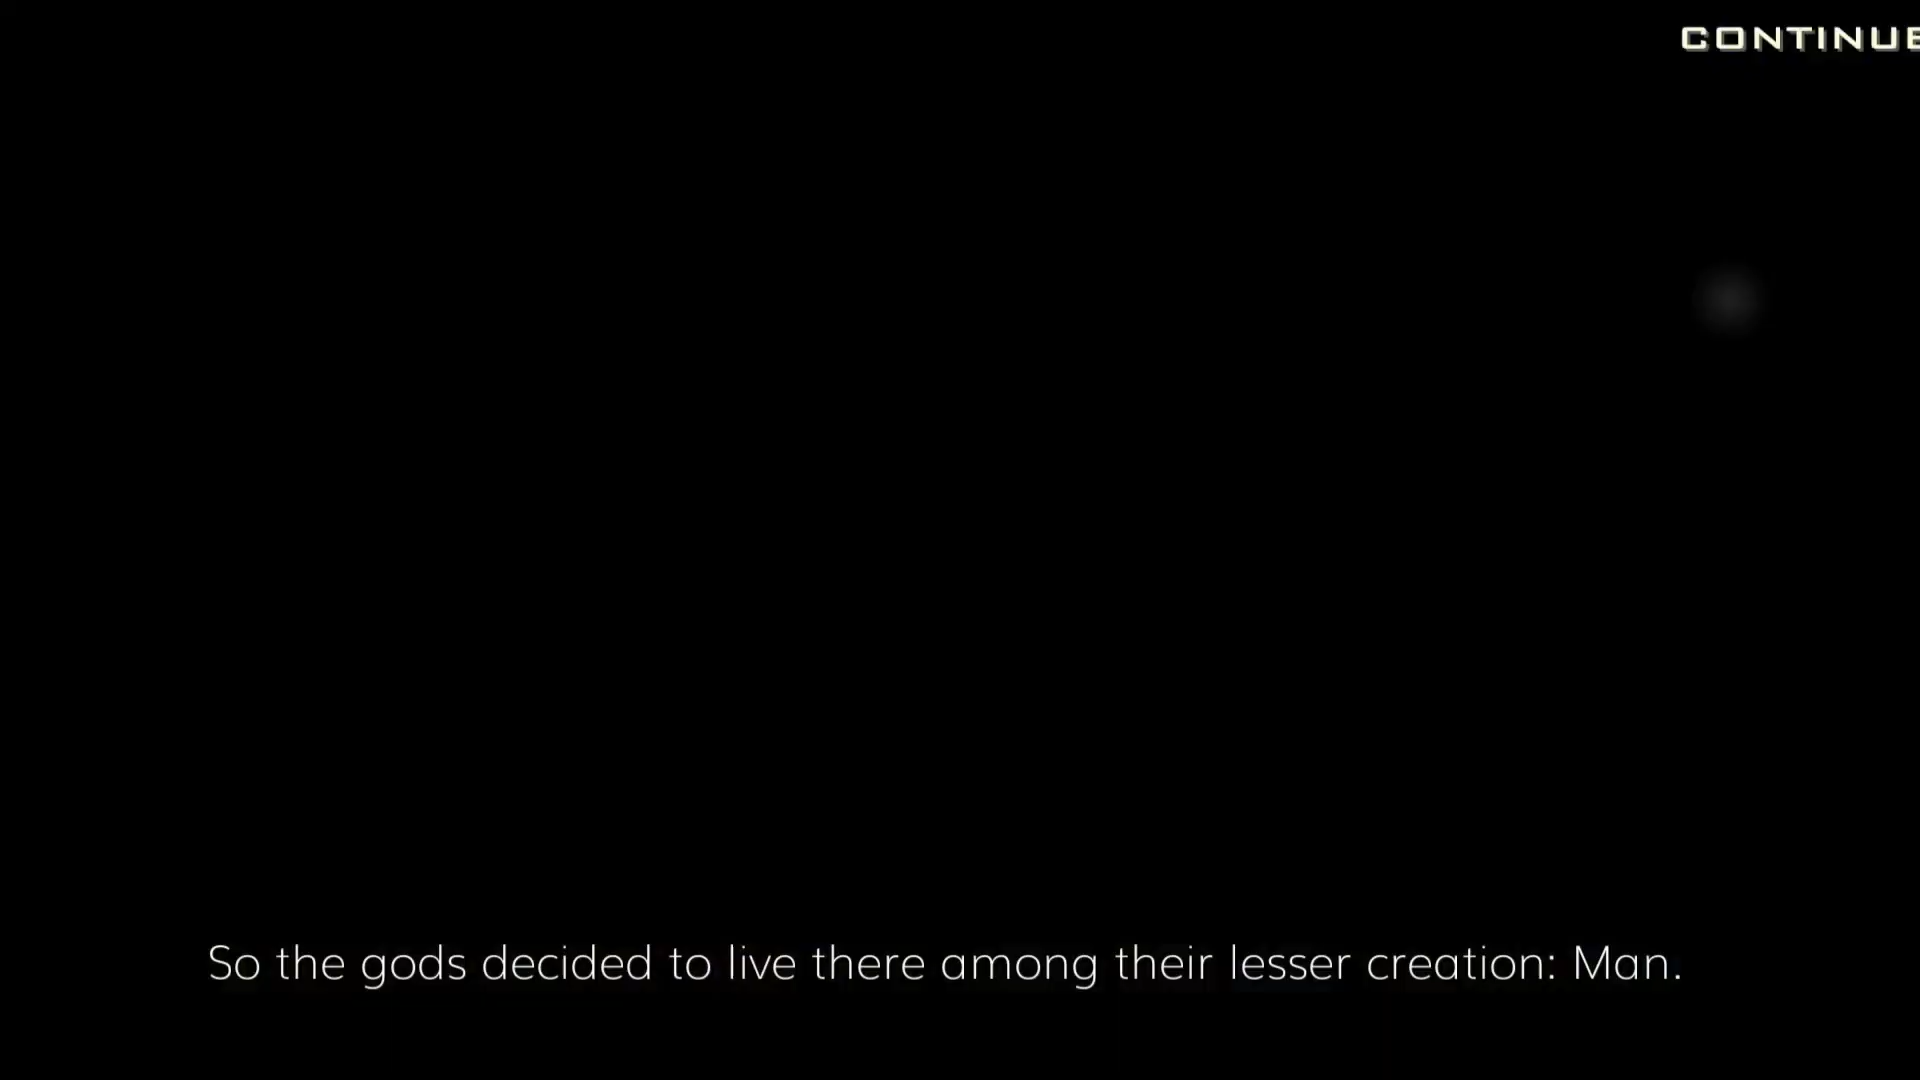 CONTINUE
So the gods decided to live there among their lesser creation: Man.